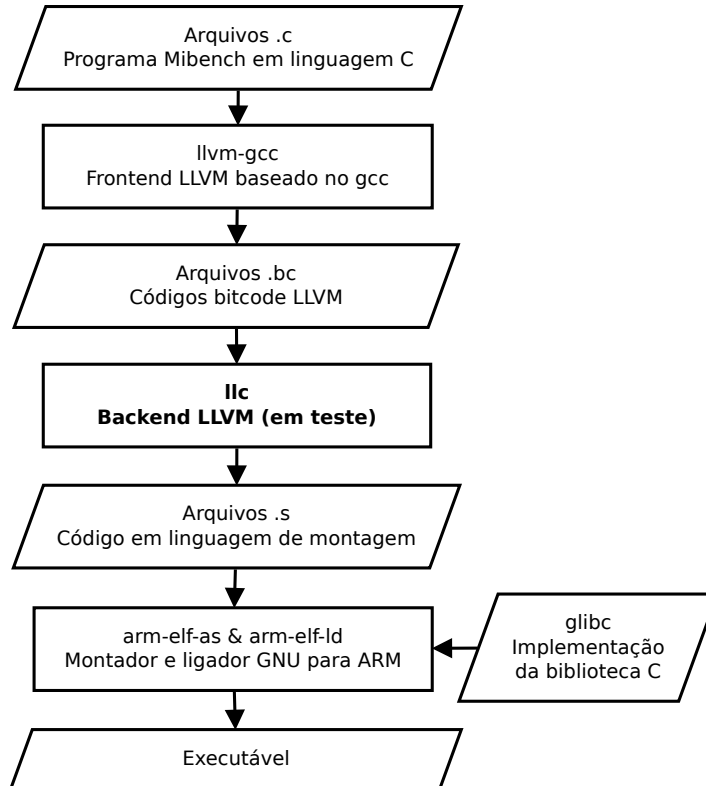 Arquivos .c
Programa Mibench em linguagem C
llvm-gcc
Frontend LLVM baseado no gcc
Arquivos .bc
Códigos bitcode LLVM
llc
Backend LLVM (em teste)
Arquivos .s
Código em linguagem de montagem
arm-elf-as & arm-elf-ld
Montador e ligador GNU para ARM
glibc
Implementação
da biblioteca C
Executável